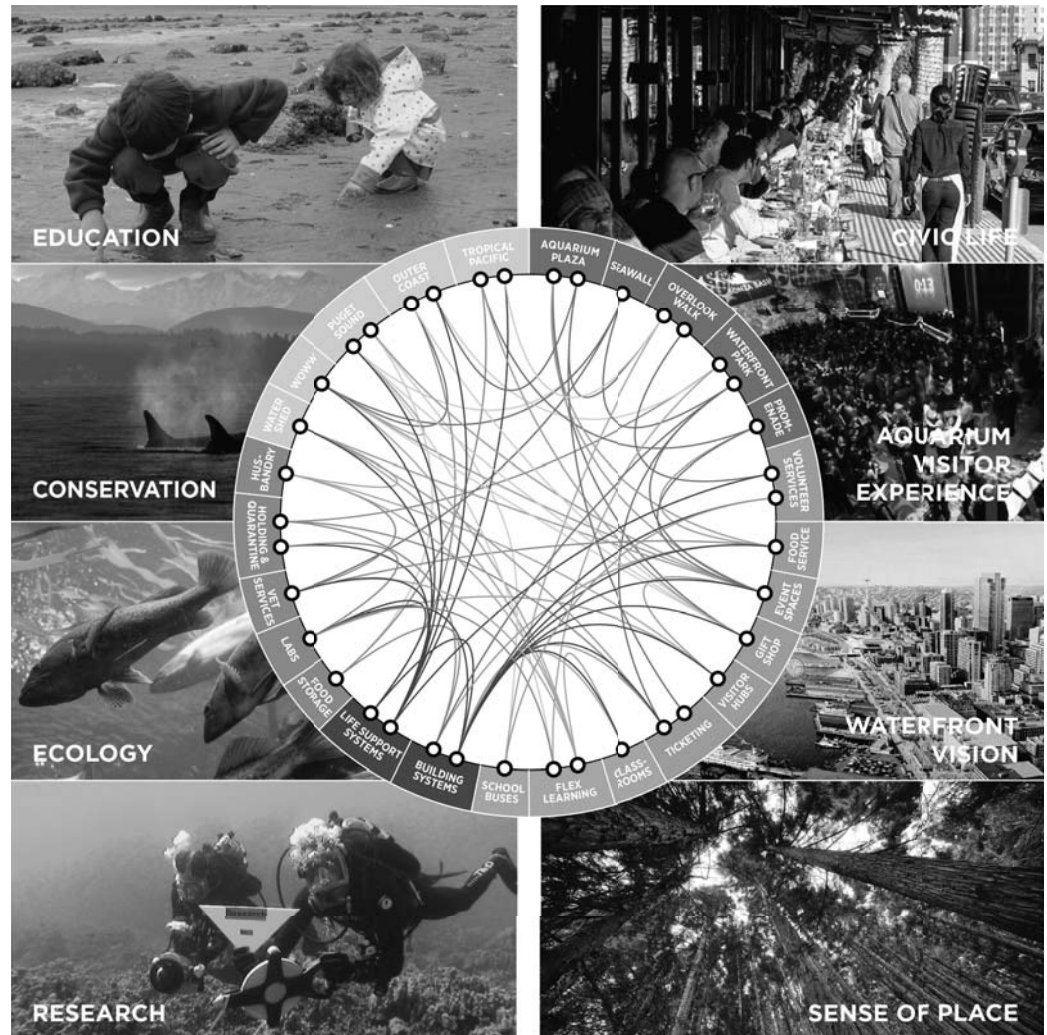 EDUCATION
CIVIC LIFE
CONSERVATION
AQUARIUM
VISITOR
EXPERIENCE
0:13
ECOLOGY
WATERFRONT
VISION
RESEARCH
SENSE OF PLACE
AQUARIUM
PLAZA
SEAWALL
OVERLOOK
WALK
WATERFRONT
PARK
PROM-
ENADE
VOLUNTEER
SERVICES
FOOD
SERVICE
EVENT
SPACES
GIFT
SHOP
VISITOR
HUBS
TICKETING
CLASS-
ROOMS
FLEX
LEARNING
SCHOOL
BUSES
BUILDING
SYSTEMS
LIFE SUPPORT
SYSTEMS
FOOD
STORAGE
LABS
VET
SERVICES
HOLDING &
QUARANTINE
HUS-
BANDRY
WATER
SHED
WOWW
PUGET
SOUND
OUTER
COAST
TROPICAL
PACIFIC